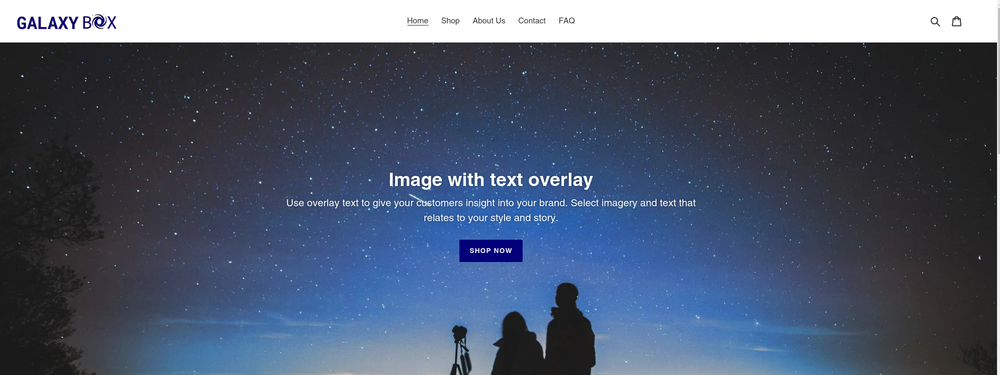 GALAXY BOX
Home Shop About Us Contact FAQ
Image with text overlay
Use overlay text to give your customers insight into your brand. Select imagery and text that
relates to your style and story.
SHOP NOW